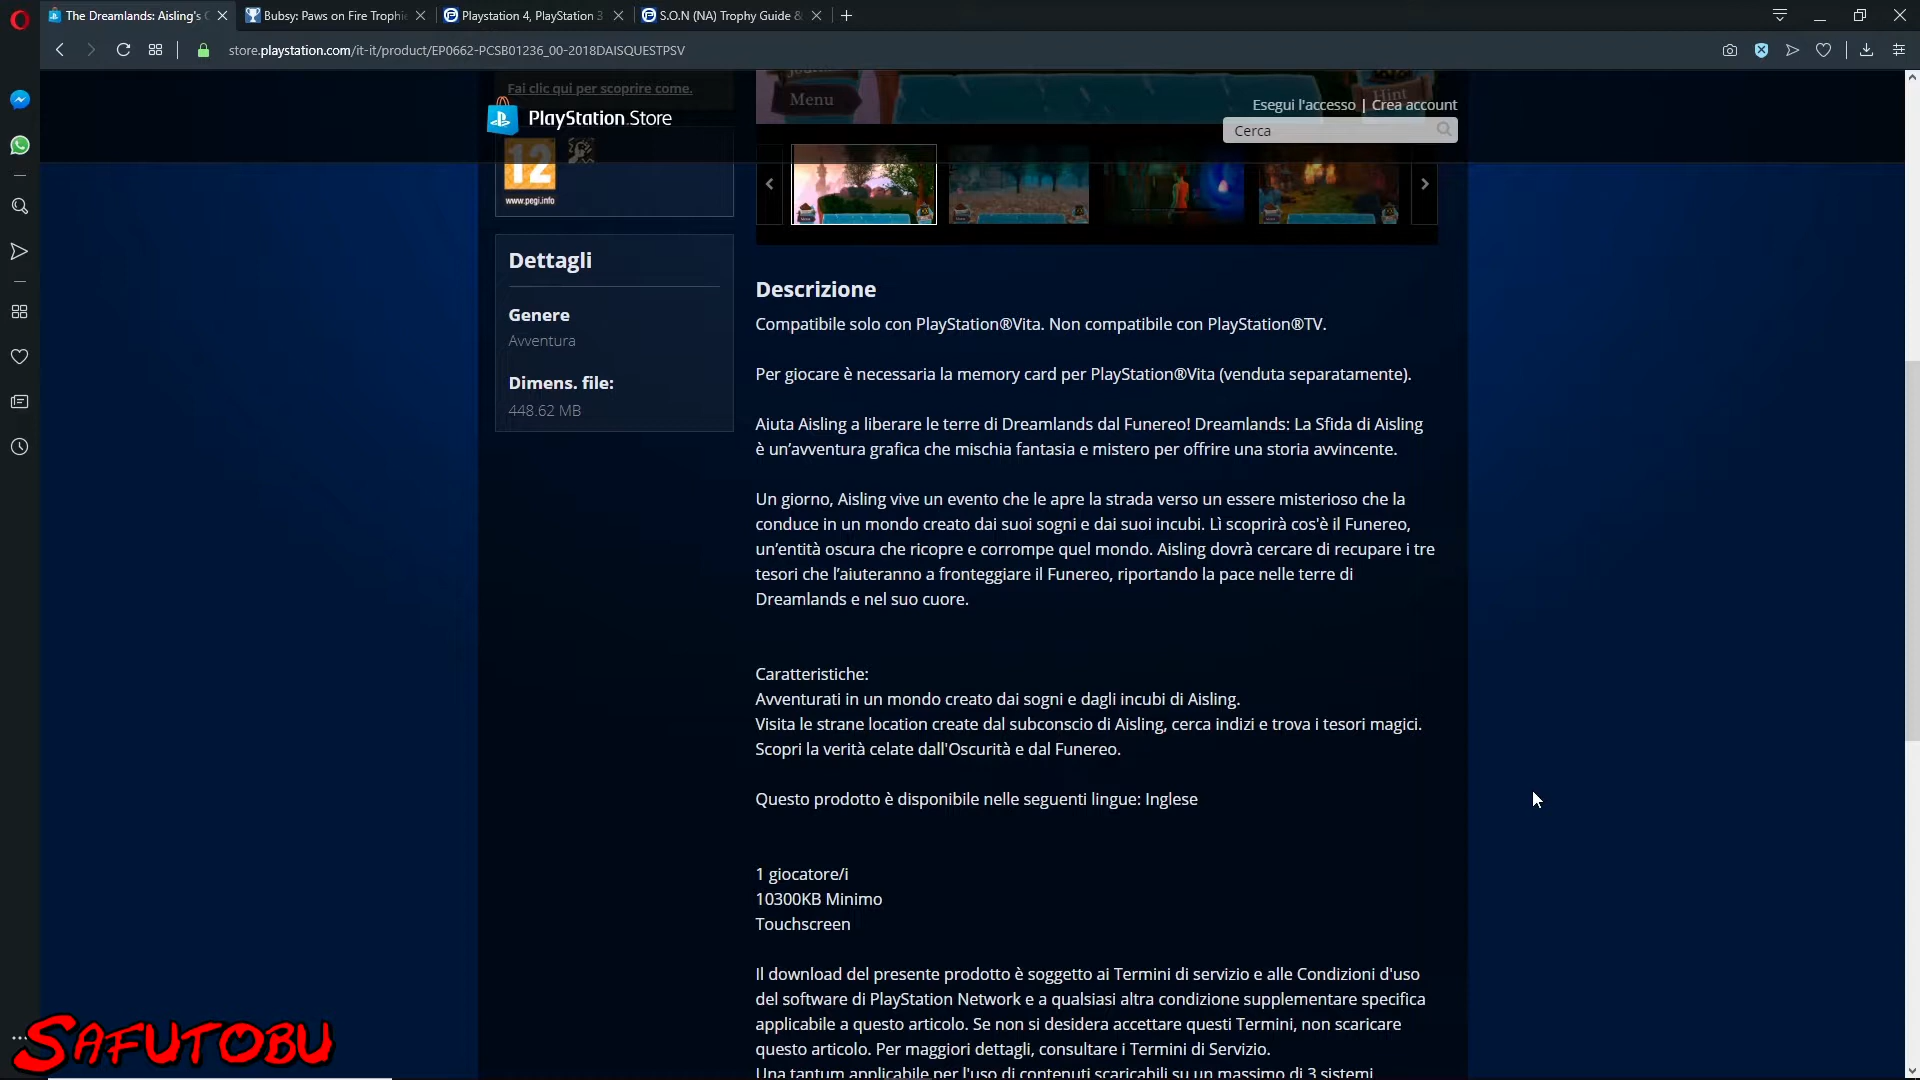 The Dreamlands: Aisling's
Bubsy: Paws on Fire Trophie
Playstation 4, PlayStation 3
S.O.N (NA) Trophy Guide &
store.playstation.com/it-it/product/EP0662-PCSB01236_00-2018DAISQUESTPSV
Fai clic qui per scoprire come.
PlayStation Store
Menu
Hint
Esegui l'accesso | Crea account
Cerca
12
www.pegi.info
Dettagli
Genere
Avventura
Dimens. file:
448.62 MB
Descrizione
Compatibile solo con PlayStation®Vita. Non compatibile con PlayStation®TV.
Per giocare è necessaria la memory card per PlayStation®Vita (venduta separatamente).
Aiuta Aisling a liberare le terre di Dreamlands dal Funereo! Dreamlands: La Sfida di Aisling
è un’avventura grafica che mischia fantasia e mistero per offrire una storia avvincente.
Un giorno, Aisling vive un evento che le apre la strada verso un essere misterioso che la
conduce in un mondo creato dai suoi sogni e dai suoi incubi. Lì scoprirà cos'è il Funereo,
un’entità oscura che ricopre e corrompe quel mondo. Aisling dovrà cercare di recupare i tre
tesori che l’aiuteranno a fronteggiare il Funereo, riportando la pace nelle terre di
Dreamlands e nel suo cuore.
Caratteristiche:
Avventurati in un mondo creato dai sogni e dagli incubi di Aisling.
Visita le strane location create dal subconscio di Aisling, cerca indizi e trova i tesori magici.
Scopri la verità celate dall'Oscurità e dal Funereo.
Questo prodotto è disponibile nelle seguenti lingue: Inglese
1 giocatore/i
10300KB Minimo
Touchscreen
Il download del presente prodotto è soggetto ai Termini di servizio e alle Condizioni d'uso
del software di PlayStation Network e a qualsiasi altra condizione supplementare specifica
applicabile a questo articolo. Se non si desidera accettare questi Termini, non scaricare
questo articolo. Per maggiori dettagli, consultare i Termini di Servizio.
Una tantum applicabile per l'uso di contenuti scaricabili su un massimo di 3 sistemi
SAFUTOBU